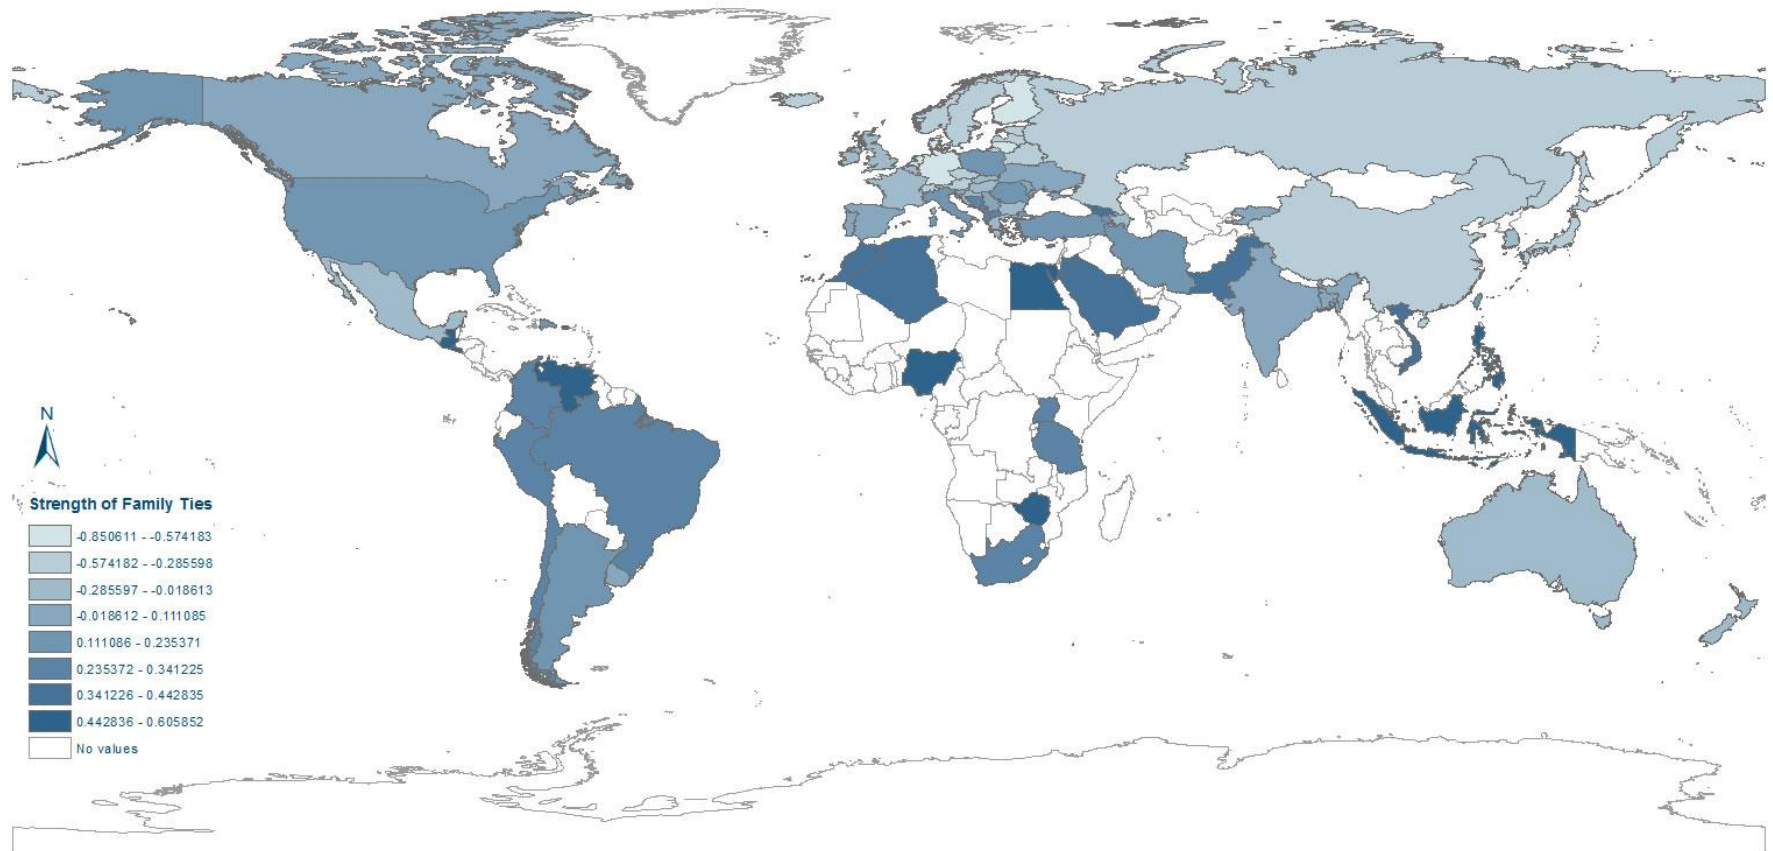 N
Strength of Family Ties
-0.850611 - -0.574183
-0.574182 - -0.285598
-0.285597 - -0.018613
-0.018612 - 0.111085
0.111086 - 0.235371
0.235372 - 0.341225
0.341226 - 0.442835
0.442836 - 0.605852
No values